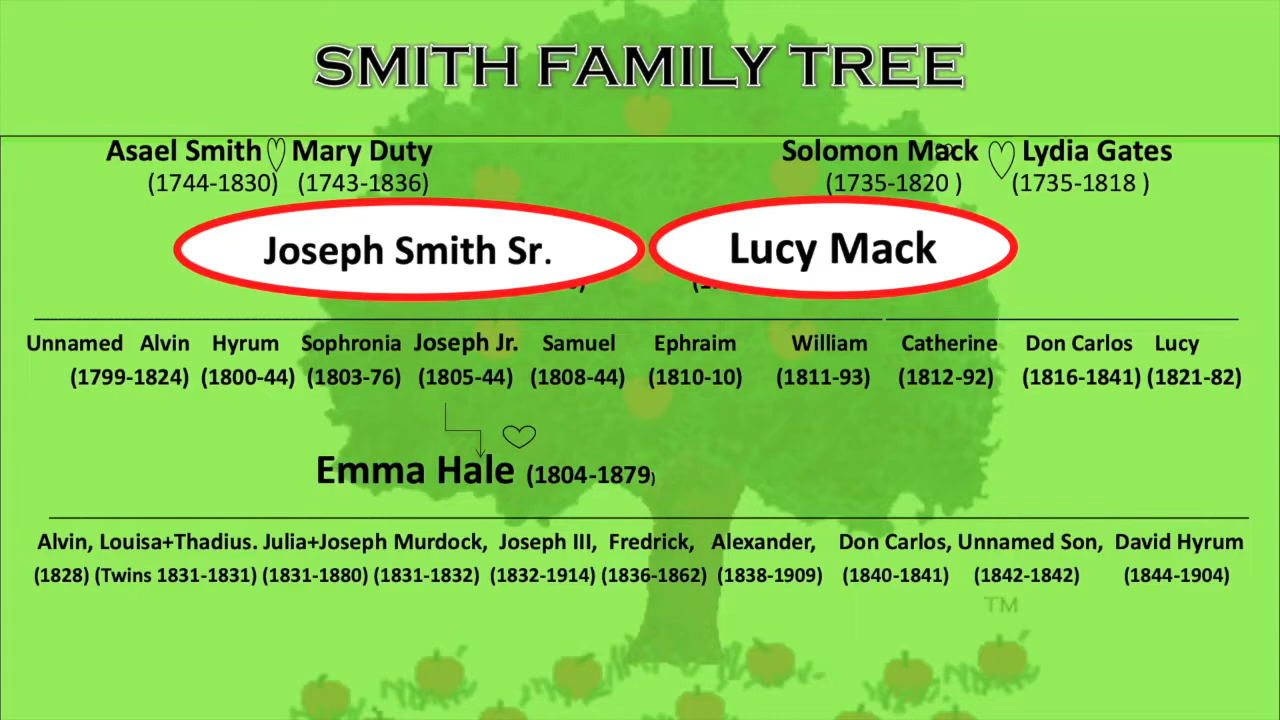 SMITH FAMILY TREE
Asael Smith Mary Duty Solomon Mack Lydia Gates
(1744-1830) (1743-1836) (1735-1820 ) (1735-1818 )
Joseph Smith Sr. Lucy Mack
Unnamed Alvin Hyrum Sophronia Joseph Jr. Samuel Ephraim William Catherine Don Carlos Lucy
(1799-1824) (1800-44) (1803-76) (1805-44) (1808-44) (1810-10) (1811-93) (1812-92) (1816-1841) (1821-82)
Emma Hale (1804-1879)
Alvin, Louisa+Thadius. Julia+Joseph Murdock, Joseph III, Fredrick, Alexander, Don Carlos, Unnamed Son, David Hyrum
(1828) (Twins 1831-1831) (1831-1880) (1831-1832) (1832-1914) (1836-1862) (1838-1909) (1840-1841) (1842-1842) (1844-1904)
TM